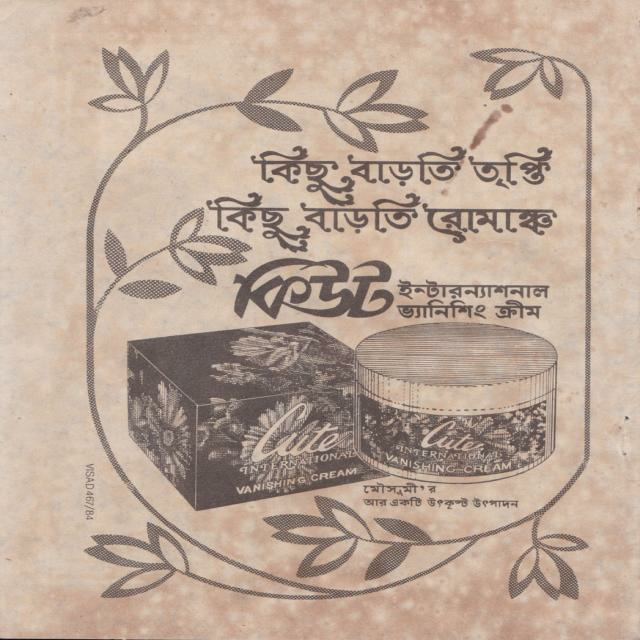 কিছু বাড়তি তৃপ্তি
কিছু বাড়তি রোমাঞ্চ
কিউট ইন্টারন্যাশনাল
ভ্যানিশিং ক্রীম
Cute
INTERNATIONAL
VANISHING CREAM
Cute
INTERNATIONAL
VANISHING CREAM
মৌসুমী'র
আর একটি উৎকৃষ্ট উৎপাদন
VISAD 467/84